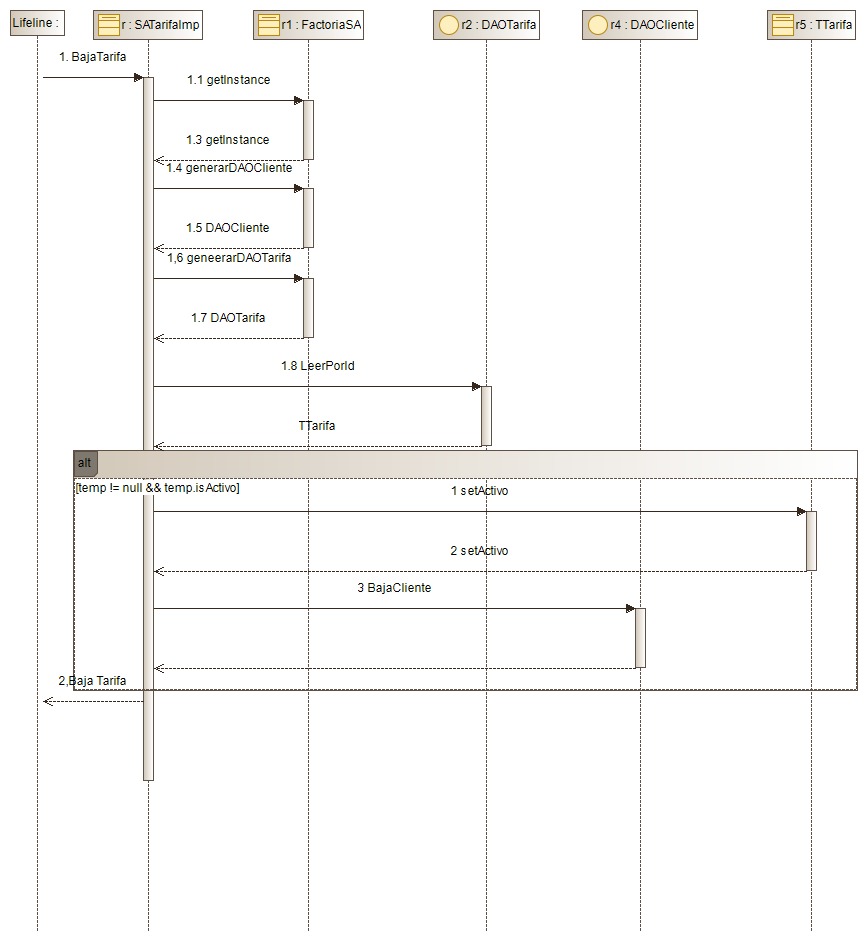 Lifeline :
r : SATarifaImp
r1 : FactoriaSA
r2 : DAOTarifa
r4 : DAOCliente
r5 : TTarifa
1. BajaTarifa
1.1 getInstance
1.3 getInstance
1.4 generarDAOCliente
1.5 DAOCliente
1,6 geneerarDAOTarifa
1.7 DAOTarifa
1.8 LeerPorId
TTarifa
alt
[temp != null && temp.isActivo]
1 setActivo
2 setActivo
3 BajaCliente
2,Baja Tarifa